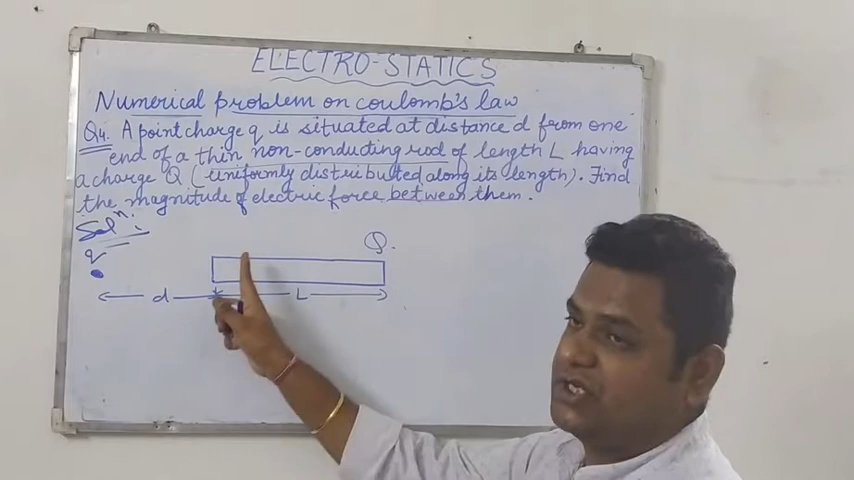 ELECTRO-STATICS
Numerical problem on coulomb's law
Q4. A point charge q is situated at distance d from one
end of a thin non-conducting rod of length L having
a charge Q (uniformly distributed along its length). Find
the magnitude of electric force between them.
Solⁿ:
q
Q.
d
L